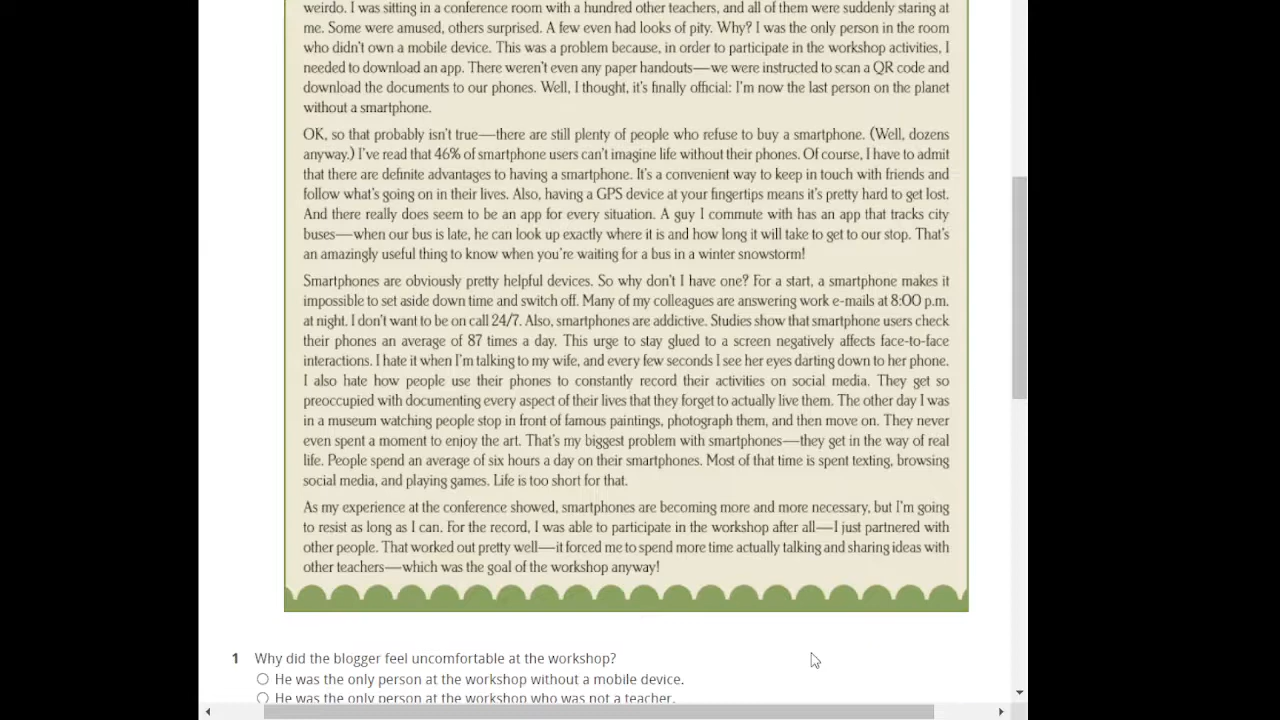 weirdo. I was sitting in a conference room with a hundred other teachers, and all of them were suddenly staring at
me. Some were amused, others surprised. A few even had looks of pity. Why? I was the only person in the room
who didn't own a mobile device. This was a problem because, in order to participate in the workshop activities, I
needed to download an app. There weren't even any paper handouts—we were instructed to scan a QR code and
download the documents to our phones. Well, I thought, it's finally official: I'm now the last person on the planet
without a smartphone.
OK, so that probably isn't true—there are still plenty of people who refuse to buy a smartphone. (Well, dozens
anyway.) I've read that 46% of smartphone users can't imagine life without their phones. Of course, I have to admit
that there are definite advantages to having a smartphone. It's a convenient way to keep in touch with friends and
follow what's going on in their lives. Also, having a GPS device at your fingertips means it's pretty hard to get lost.
And there really does seem to be an app for every situation. A guy I commute with has an app that tracks city
buses—when our bus is late, he can look up exactly where it is and how long it will take to get to our stop. That's
an amazingly useful thing to know when you're waiting for a bus in a winter snowstorm!
Smartphones are obviously pretty helpful devices. So why don't I have one? For a start, a smartphone makes it
impossible to set aside down time and switch off. Many of my colleagues are answering work e-mails at 8:00 p.m.
at night. I don't want to be on call 24/7. Also, smartphones are addictive. Studies show that smartphone users check
their phones an average of 87 times a day. This urge to stay glued to a screen negatively affects face-to-face
interactions. I hate it when I'm talking to my wife, and every few seconds I see her eyes darting down to her phone.
I also hate how people use their phones to constantly record their activities on social media. They get so
preoccupied with documenting every aspect of their lives that they forget to actually live them. The other day I was
in a museum watching people stop in front of famous paintings, photograph them, and then move on. They never
even spent a moment to enjoy the art. That's my biggest problem with smartphones—they get in the way of real
life. People spend an average of six hours a day on their smartphones. Most of that time is spent texting, browsing
social media, and playing games. Life is too short for that.
As my experience at the conference showed, smartphones are becoming more and more necessary, but I'm going
to resist as long as I can. For the record, I was able to participate in the workshop after all—I just partnered with
other people. That worked out pretty well—it forced me to spend more time actually talking and sharing ideas with
other teachers—which was the goal of the workshop anyway!
1 Why did the blogger feel uncomfortable at the workshop?
He was the only person at the workshop without a mobile device.
He was the only person at the workshop who was not a teacher.